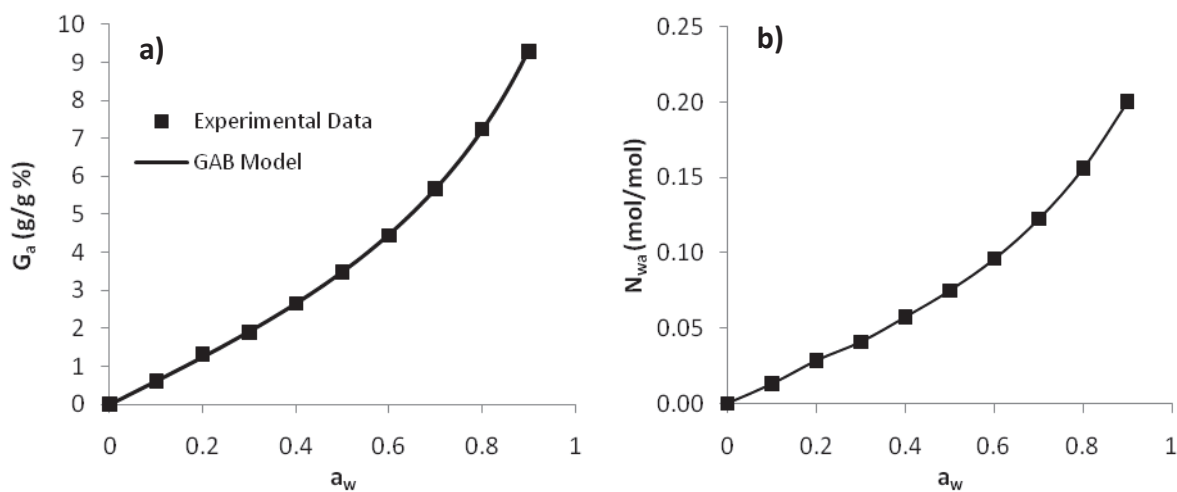 a)
10
9
8
7
6
5
4
3
2
1
0
Gₐ (g/g %)
Experimental Data
GAB Model
0 0.2 0.4 0.6 0.8 1
a_w
b)
0.25
0.20
0.15
0.10
0.05
0.00
N_wa (mol/mol)
0 0.2 0.4 0.6 0.8 1
a_w